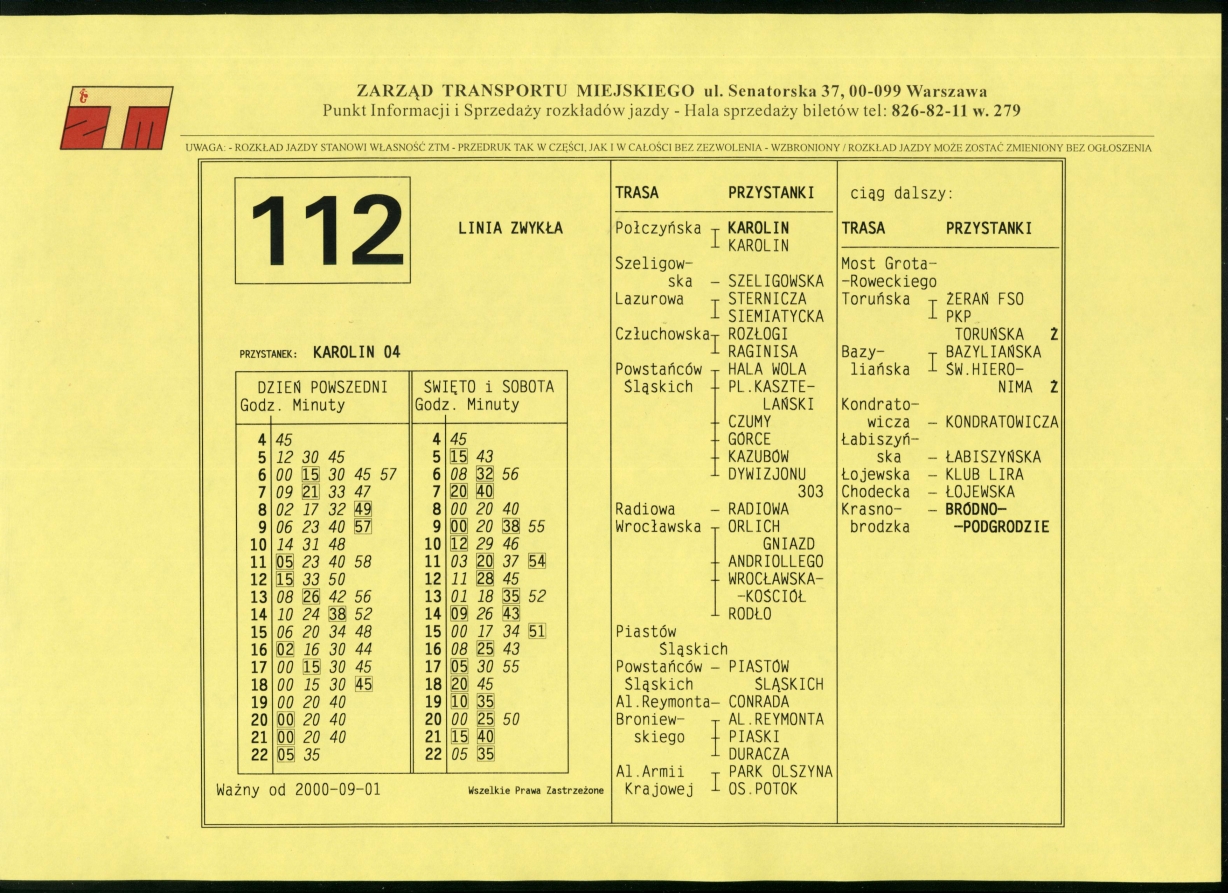 ZTM
ZARZĄD TRANSPORTU MIEJSKIEGO ul. Senatorska 37, 00-099 Warszawa
Punkt Informacji i Sprzedaży rozkładów jazdy - Hala sprzedaży biletów tel: 826-82-11 w. 279
UWAGA: - ROZKŁAD JAZDY STANOWI WŁASNOŚĆ ZTM - PRZEDRUK TAK W CZĘŚCI, JAK I W CAŁOŚCI BEZ ZEZWOLENIA - WZBRONIONY / ROZKŁAD JAZDY MOŻE ZOSTAĆ ZMIENIONY BEZ OGŁOSZENIA
112
LINIA ZWYKŁA
PRZYSTANEK: KAROLIN 04
DZIEŃ POWSZEDNI
Godz. Minuty
4 45
5 12 30 45
6 00 15 30 45 57
7 09 21 33 47
8 02 17 32 49
9 06 23 40 57
10 14 31 48
11 05 23 40 58
12 15 33 50
13 08 26 42 56
14 10 24 38 52
15 06 20 34 48
16 02 16 30 44
17 00 15 30 45
18 00 15 30 45
19 00 20 40
20 00 20 40
21 00 20 40
22 05 35
ŚWIĘTO i SOBOTA
Godz. Minuty
4 45
5 15 43
6 08 32 56
7 20 40
8 00 20 40
9 00 20 38 55
10 12 29 46
11 03 20 37 54
12 11 28 45
13 01 18 35 52
14 09 26 43
15 00 17 34 51
16 08 25 43
17 05 30 55
18 20 45
19 10 35
20 00 25 50
21 15 40
22 05 35
Ważny od 2000-09-01
Wszelkie Prawa Zastrzeżone
TRASA PRZYSTANKI
Połczyńska KAROLIN
KAROLIN
Szeligow-
ska - SZELIGOWSKA
Lazurowa STERNICZA
SIEMIATYCKA
Człuchowska ROZŁOGI
RAGINISA
Powstańców HALA WOLA
Śląskich PL.KASZTE-
LAŃSKI
CZUMY
GÓRCE
KAZUBÓW
DYWIZJONU
303
Radiowa - RADIOWA
Wrocławska ORLICH
GNIAZD
ANDRIOLLEGO
WROCŁAWSKA-
-KOŚCIÓŁ
RODŁO
Piastów
Śląskich
Powstańców - PIASTÓW
Śląskich ŚLĄSKICH
Al.Reymonta- CONRADA
Broniew- AL.REYMONTA
skiego PIASKI
DURACZA
Al.Armii PARK OLSZYNA
Krajowej OS.POTOK
ciąg dalszy:
TRASA PRZYSTANKI
Most Grota-
-Roweckiego
Toruńska ŻERAŃ FSO
PKP
TORUŃSKA Ż
Bazy- BAZYLIAŃSKA
liańska ŚW.HIERO-
NIMA Ż
Kondrato-
wicza - KONDRATOWICZA
Łabiszyń-
ska - ŁABISZYŃSKA
Łojewska - KLUB LIRA
Chodecka - ŁOJEWSKA
Krasno- - BRÓDNO-
brodzka -PODGRODZIE